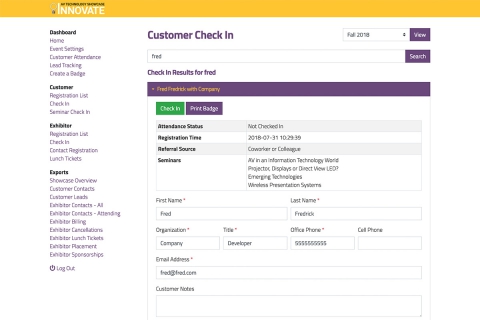 AV TECHNOLOGY SHOWCASE
INNOVATE
Dashboard
Home
Event Settings
Customer Attendance
Lead Tracking
Create a Badge
Customer
Registration List
Check In
Seminar Check In
Exhibitor
Registration List
Check In
Contact Registration
Lunch Tickets
Exports
Showcase Overview
Customer Contacts
Customer Leads
Exhibitor Contacts - All
Exhibitor Contacts - Attending
Exhibitor Billing
Exhibitor Cancellations
Exhibitor Lunch Tickets
Exhibitor Placement
Exhibitor Sponsorships
Log Out
Customer Check In
Fall 2018
View
fred
Search
Check In Results for fred
Fred Fredrick with Company
Check In
Print Badge
Attendance Status Not Checked In
Registration Time 2018-07-31 10:29:39
Referral Source Coworker or Colleague
Seminars AV in an Information Technology World
Projector, Displays or Direct View LED?
Emerging Technologies
Wireless Presentation Systems
First Name * Last Name *
Fred Fredrick
Organization * Title * Office Phone * Cell Phone
Company Developer 5555555555
Email Address *
fred@fred.com
Customer Notes